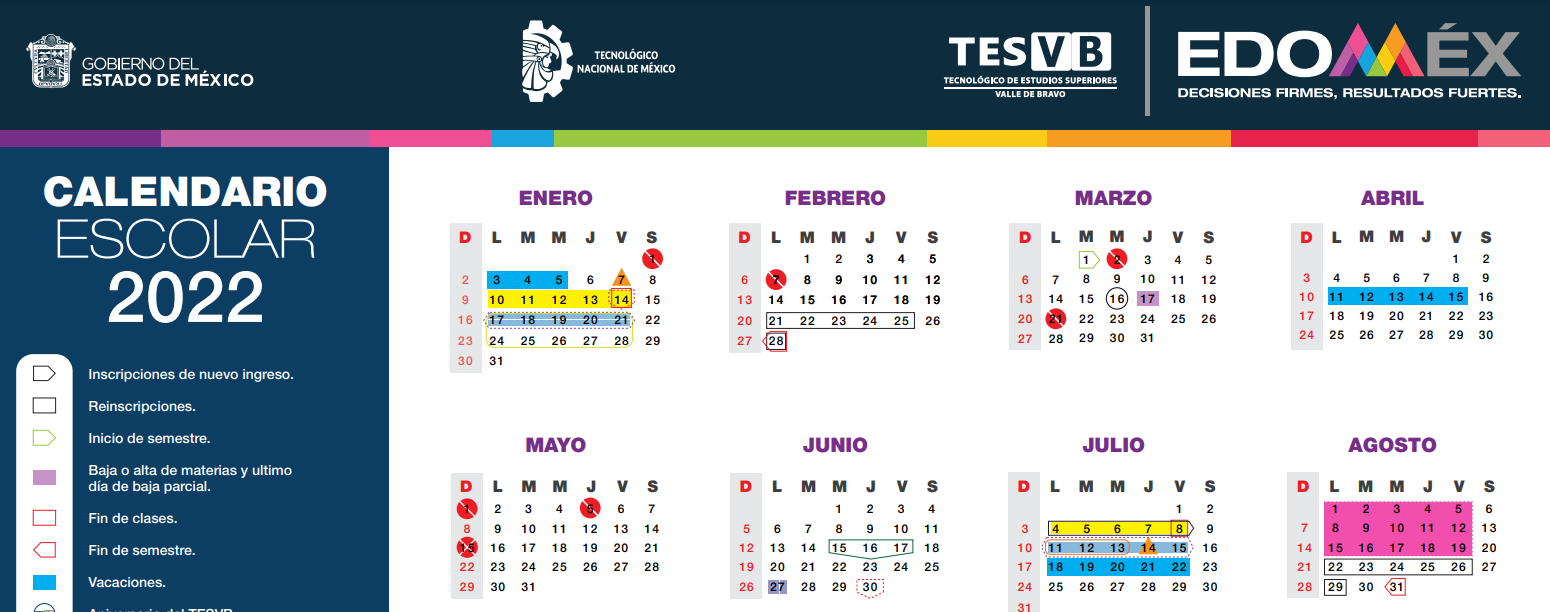 GOBIERNO DEL
ESTADO DE MÉXICO
TECNOLÓGICO
NACIONAL DE MÉXICO
TESVB
TECNOLÓGICO DE ESTUDIOS SUPERIORES
VALLE DE BRAVO
EDOMÉX
DECISIONES FIRMES, RESULTADOS FUERTES.
CALENDARIO
ESCOLAR
2022
Inscripciones de nuevo ingreso.
Reinscripciones.
Inicio de semestre.
Baja o alta de materias y ultimo
día de baja parcial.
Fin de clases.
Fin de semestre.
Vacaciones.
Aniversario del TESVB
ENERO
D L M M J V S
1
2 3 4 5 6 7 8
9 10 11 12 13 14 15
16 17 18 19 20 21 22
23 24 25 26 27 28 29
30 31
FEBRERO
D L M M J V S
1 2 3 4 5
6 7 8 9 10 11 12
13 14 15 16 17 18 19
20 21 22 23 24 25 26
27 28
MARZO
D L M M J V S
1 2 3 4 5
6 7 8 9 10 11 12
13 14 15 16 17 18 19
20 21 22 23 24 25 26
27 28 29 30 31
ABRIL
D L M M J V S
1 2
3 4 5 6 7 8 9
10 11 12 13 14 15 16
17 18 19 20 21 22 23
24 25 26 27 28 29 30
MAYO
D L M M J V S
1 2 3 4 5 6 7
8 9 10 11 12 13 14
15 16 17 18 19 20 21
22 23 24 25 26 27 28
29 30 31
JUNIO
D L M M J V S
1 2 3 4
5 6 7 8 9 10 11
12 13 14 15 16 17 18
19 20 21 22 23 24 25
26 27 28 29 30
JULIO
D L M M J V S
1 2
3 4 5 6 7 8 9
10 11 12 13 14 15 16
17 18 19 20 21 22 23
24 25 26 27 28 29 30
31
AGOSTO
D L M M J V S
1 2 3 4 5 6
7 8 9 10 11 12 13
14 15 16 17 18 19 20
21 22 23 24 25 26 27
28 29 30 31